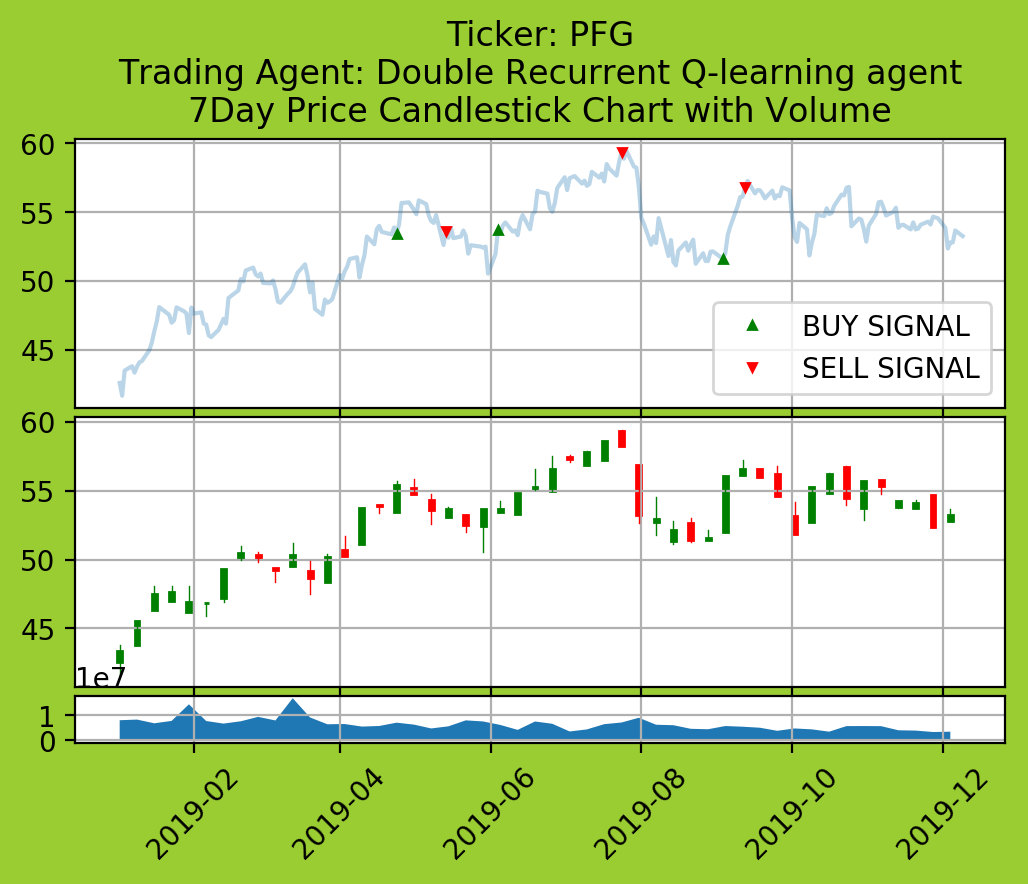 Ticker: PFG
Trading Agent: Double Recurrent Q-learning agent
7Day Price Candlestick Chart with Volume
60
55
50
45
BUY SIGNAL
SELL SIGNAL
60
55
50
45
1e7
1
0
2019-02
2019-04
2019-06
2019-08
2019-10
2019-12